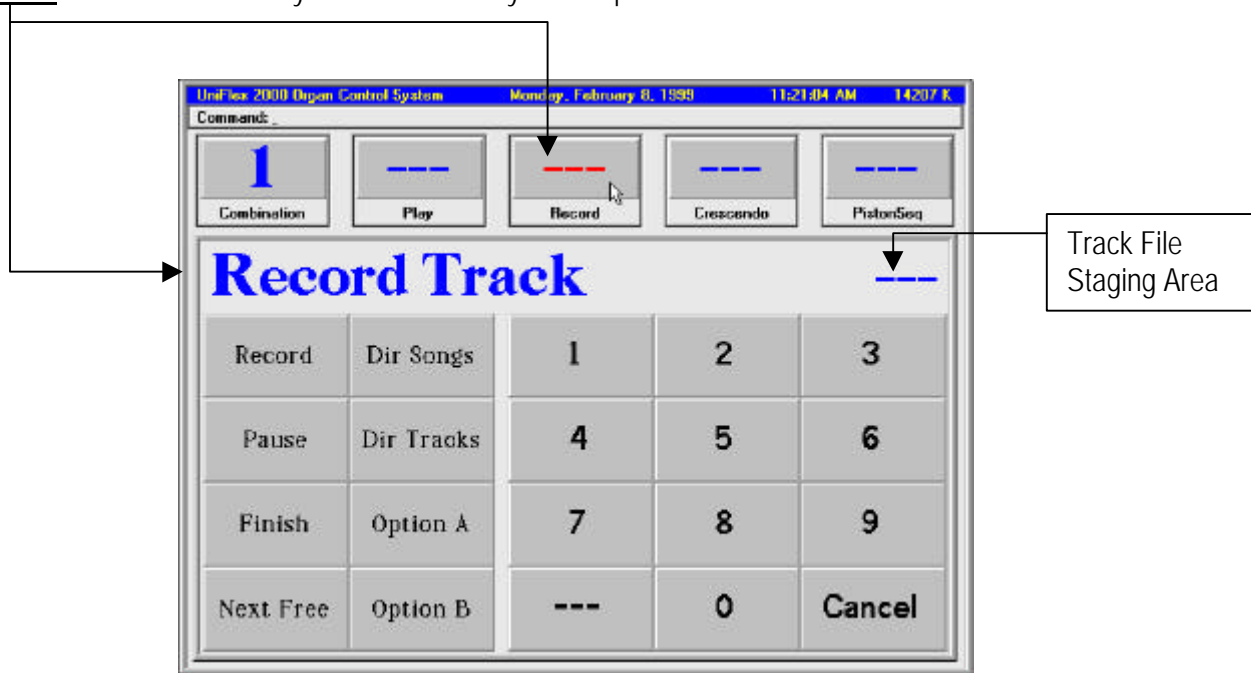 UniFlex 2000 Organ Control System Monday, February 8, 1999 11:21:04 AM 14207 K
Command: _
1 --- --- --- ---
Combination Play Record Crescendo PistonSeq
Record Track ---
Track File
Staging Area
Record Dir Songs 1 2 3
Pause Dir Tracks 4 5 6
Finish Option A 7 8 9
Next Free Option B --- 0 Cancel